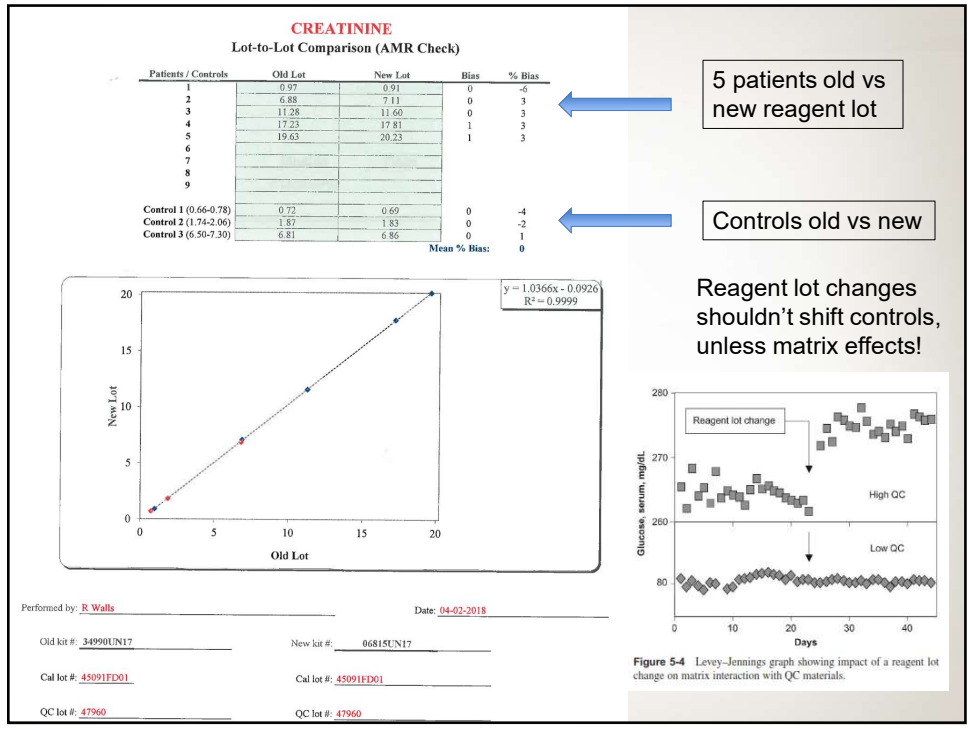 CREATININE
Lot-to-Lot Comparison (AMR Check)
Patients / Controls Old Lot New Lot Bias % Bias
1 0.97 0.91 0 -6
2 6.88 7.11 0 3
3 11.28 11.60 0 3
4 17.23 17.81 1 3
5 19.63 20.23 1 3
6
7
8
9
Control 1 (0.66-0.78) 0.72 0.69 0 -4
Control 2 (1.74-2.06) 1.87 1.83 0 -2
Control 3 (6.50-7.30) 6.81 6.86 0 1
Mean % Bias: 0
5 patients old vs
new reagent lot
Controls old vs new
Reagent lot changes
shouldn't shift controls,
unless matrix effects!
y = 1.0366x - 0.0926
R² = 0.9999
20
15
10
5
0
New Lot
0 5 10 15 20
Old Lot
280
270
260
80
Glucose, serum, mg/dL
Reagent lot change
High QC
Low QC
0 10 20 30 40
Days
Figure 5-4 Levey–Jennings graph showing impact of a reagent lot
change on matrix interaction with QC materials.
Performed by: R Walls Date: 04-02-2018
Old kit #: 34990UN17 New kit #: 06815UN17
Cal lot #: 45091FD01 Cal lot #: 45091FD01
QC lot #: 47960 QC lot #: 47960